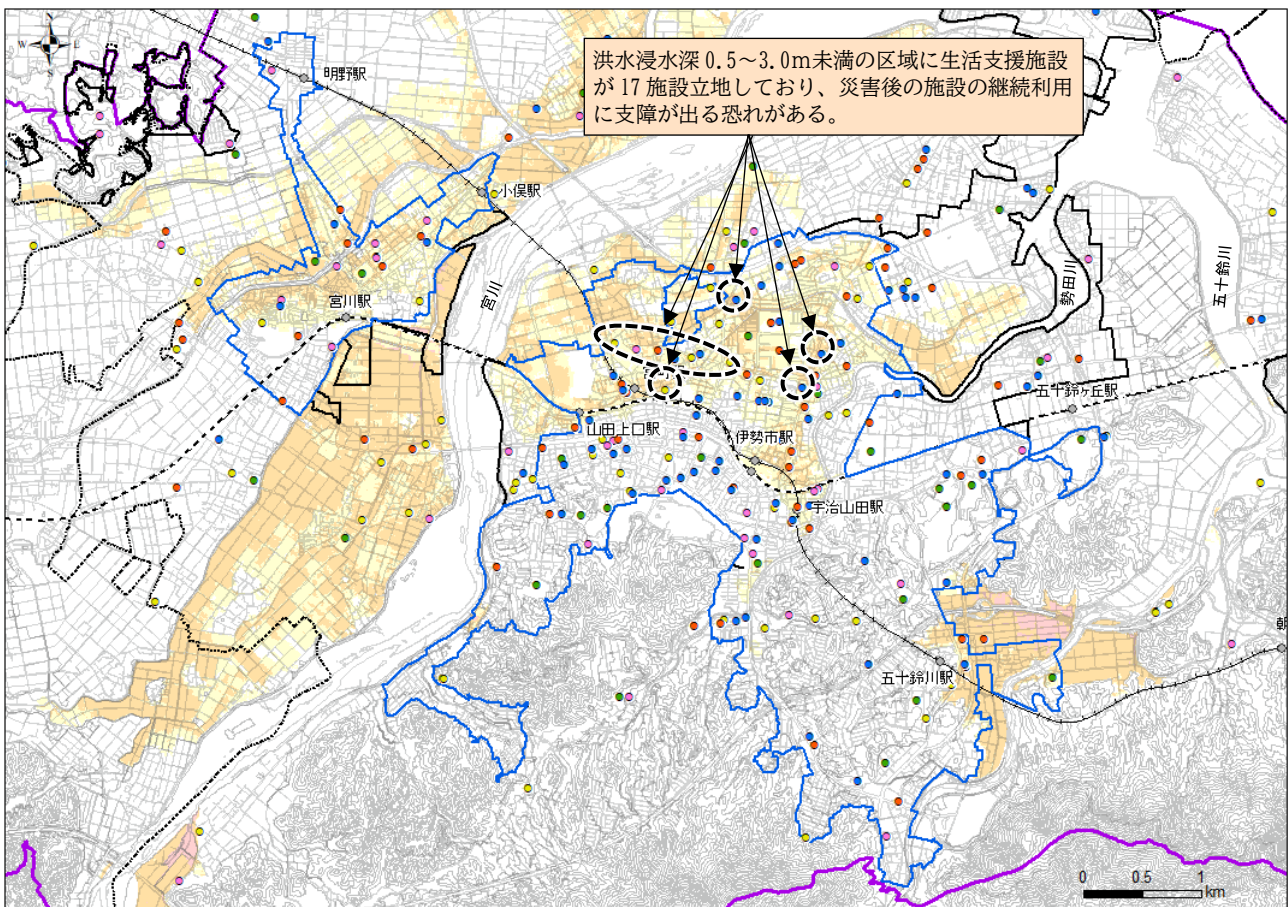 N
W
E
S
洪水浸水深0.5~3.0m未満の区域に生活支援施設
が17施設立地しており、災害後の施設の継続利用
に支障が出る恐れがある。
明野駅
小俣駅
宮川
勢田川
五十鈴川
宮川駅
五十鈴ヶ丘駅
山田上口駅
伊勢市駅
宇治山田駅
朝
五十鈴川駅
0 0.5 1
km